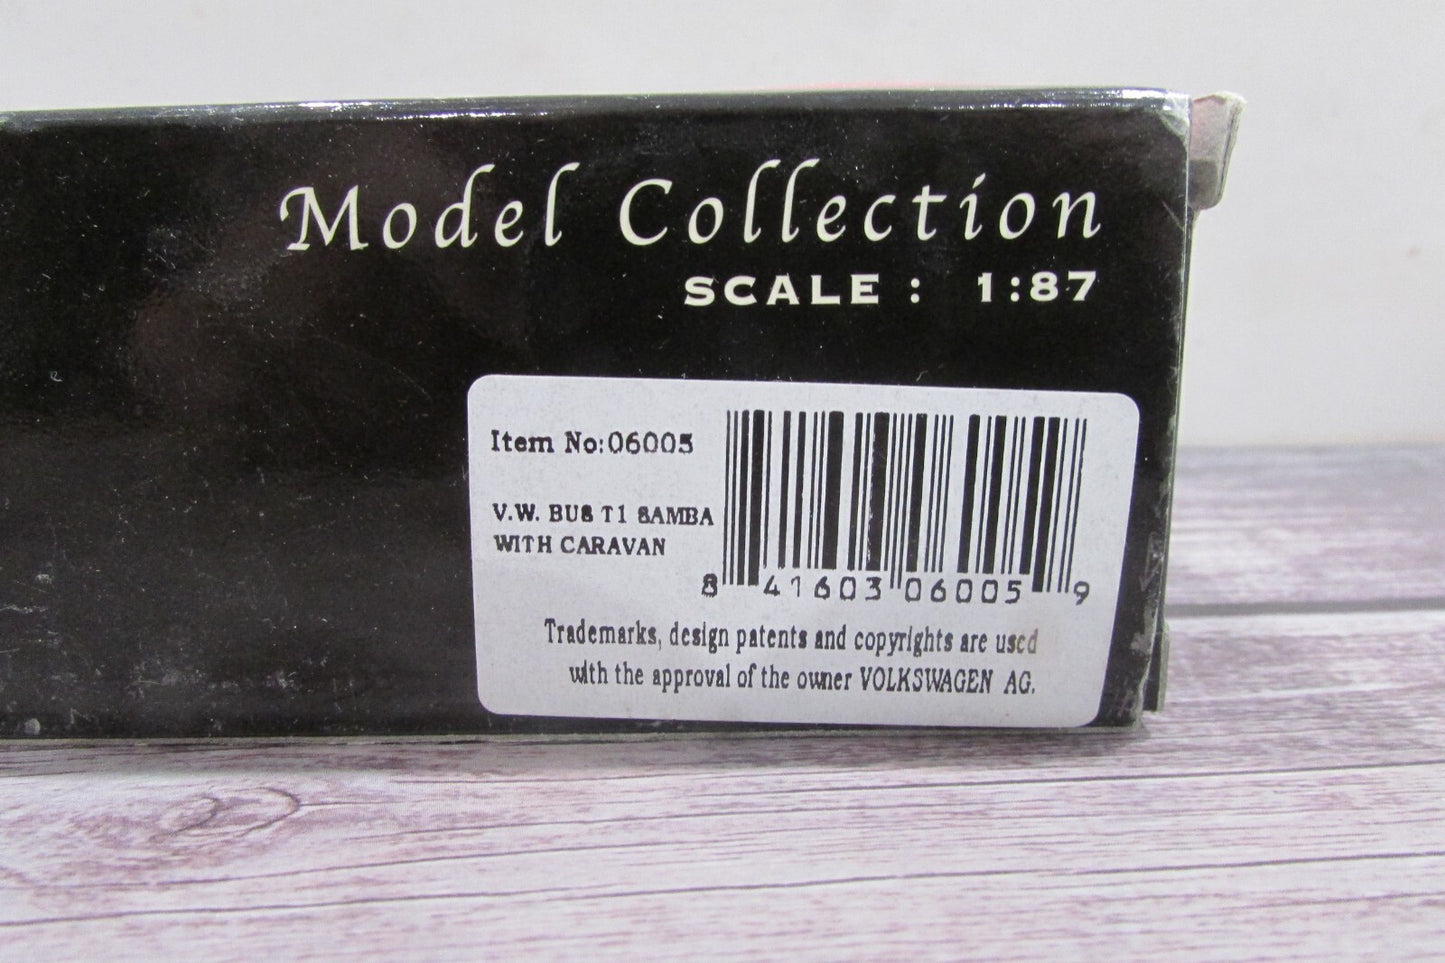 Model Collection
SCALE : 1:87
Item No:06005
V.W. BUS T1 SAMBA
WITH CARAVAN
8 41603 06005 9
Trademarks, design patents and copyrights are used
with the approval of the owner VOLKSWAGEN AG.